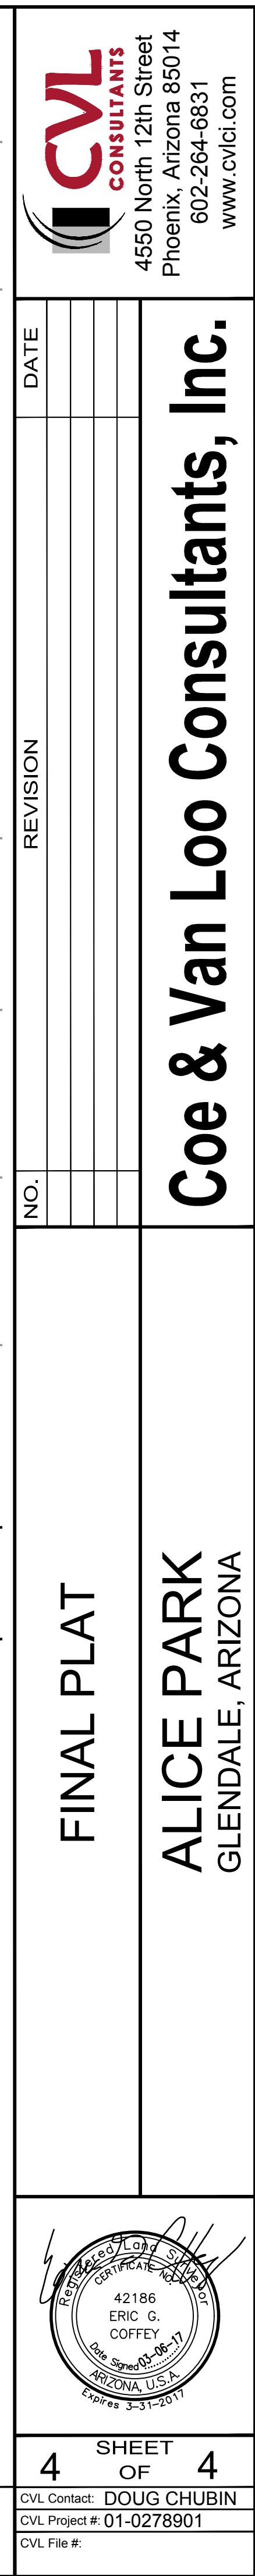 CVL
CONSULTANTS
4550 North 12th Street
Phoenix, Arizona 85014
602-264-6831
www.cvlci.com
NO.
REVISION
DATE
Coe & Van Loo Consultants, Inc.
FINAL PLAT
ALICE PARK
GLENDALE, ARIZONA
Registered Land Surveyor
CERTIFICATE NO.
42186
ERIC G.
COFFEY
Date Signed 03-06-17
ARIZONA, U.S.A.
Expires 3-31-2017
4 SHEET OF 4
CVL Contact: DOUG CHUBIN
CVL Project #: 01-0278901
CVL File #: